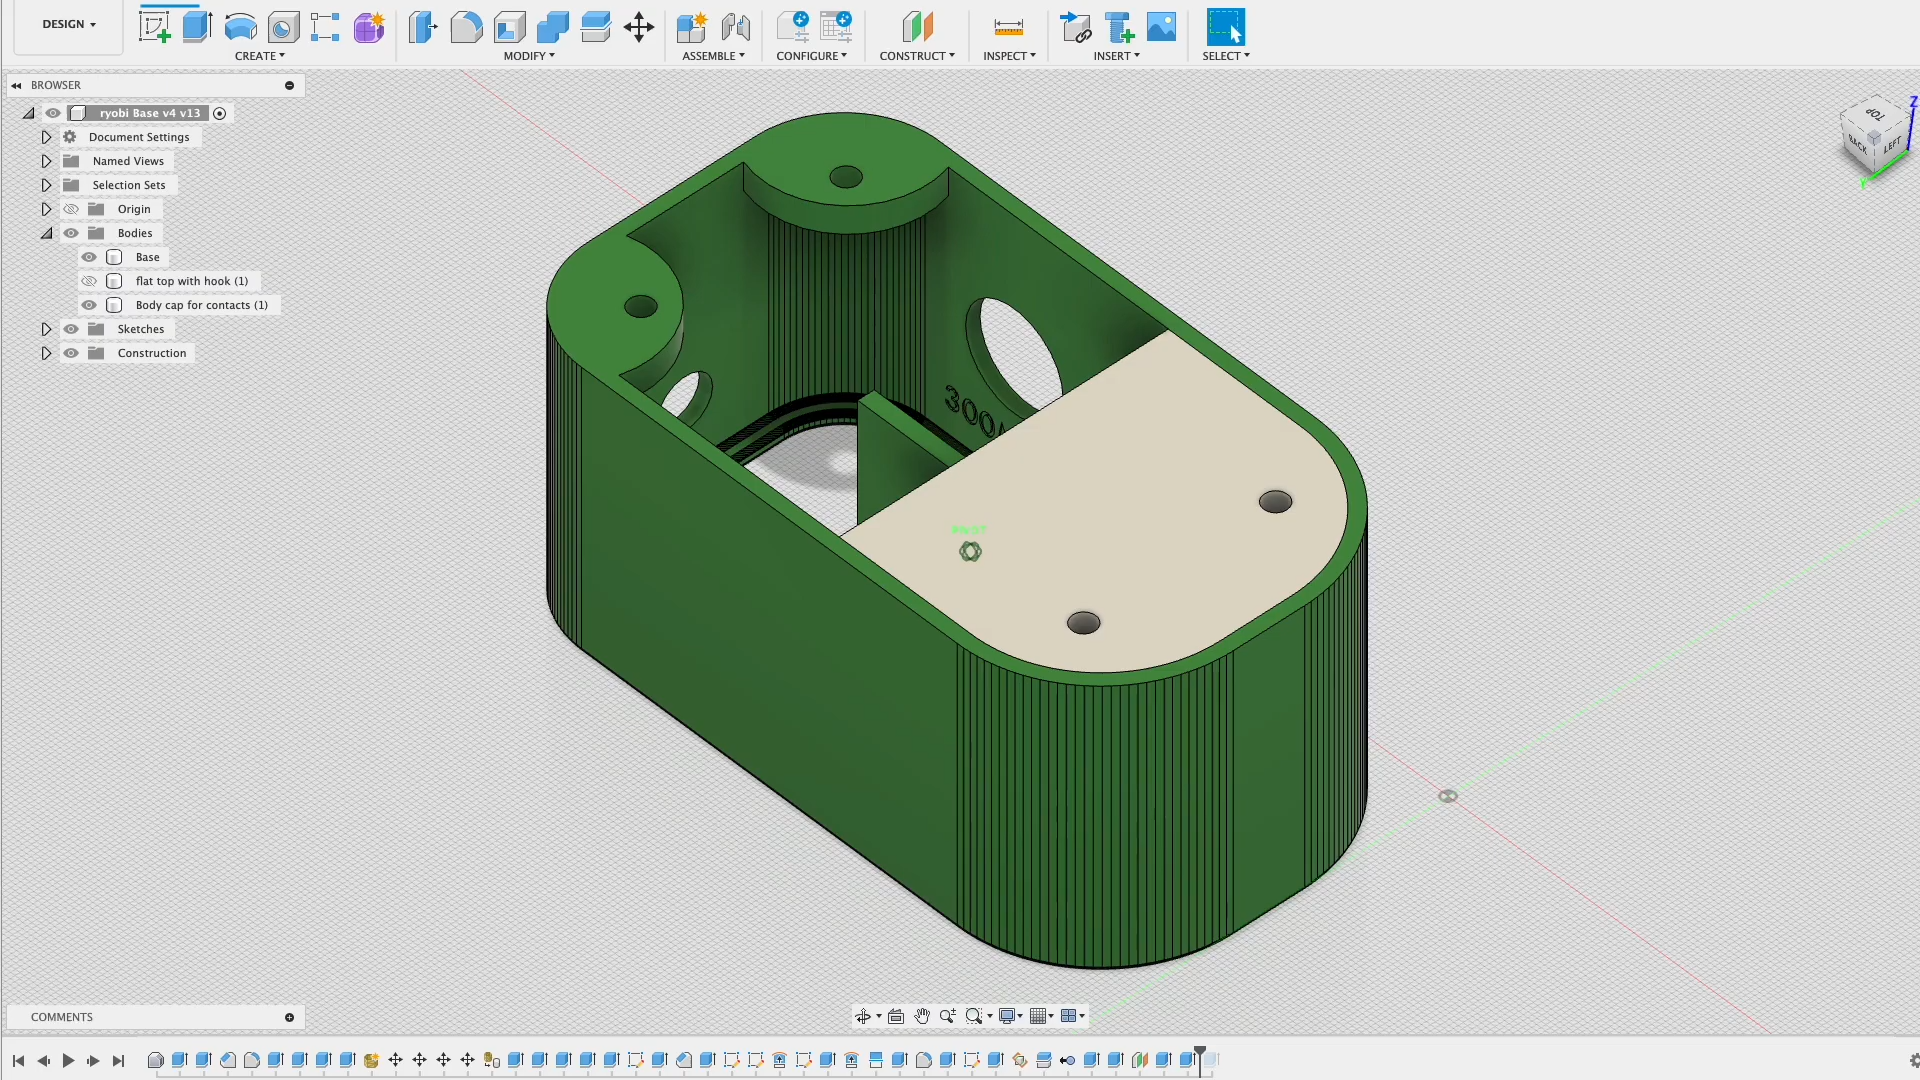 DESIGN
CREATE
MODIFY
ASSEMBLE
CONFIGURE
CONSTRUCT
INSPECT
INSERT
SELECT
BROWSER
ryobi Base v4 v13
Document Settings
Named Views
Selection Sets
Origin
Bodies
Base
flat top with hook (1)
Body cap for contacts (1)
Sketches
Construction
TOP
BACK
LEFT
Z
Y
300A
COMMENTS